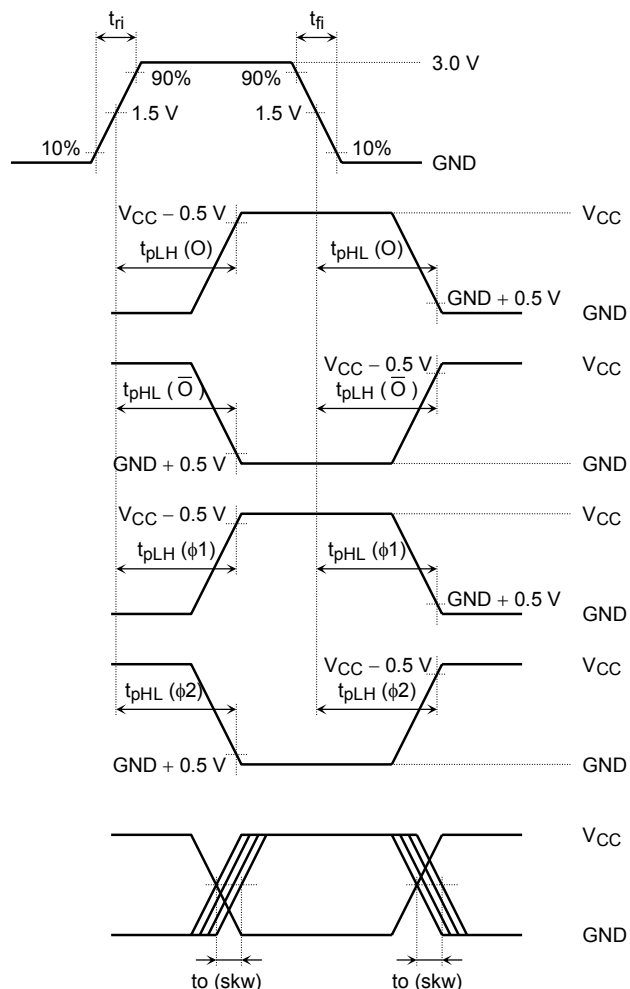 tri
tfi
3.0 V
90%
90%
1.5 V
1.5 V
10%
10%
GND
VCC − 0.5 V
VCC
tpLH (O)
tpHL (O)
GND + 0.5 V
GND
VCC − 0.5 V
VCC
tpHL (O̅)
tpLH (O̅)
GND + 0.5 V
GND
VCC − 0.5 V
VCC
tpLH (ϕ1)
tpHL (ϕ1)
GND + 0.5 V
GND
VCC − 0.5 V
VCC
tpHL (ϕ2)
tpLH (ϕ2)
GND + 0.5 V
GND
VCC
GND
to (skw)
to (skw)